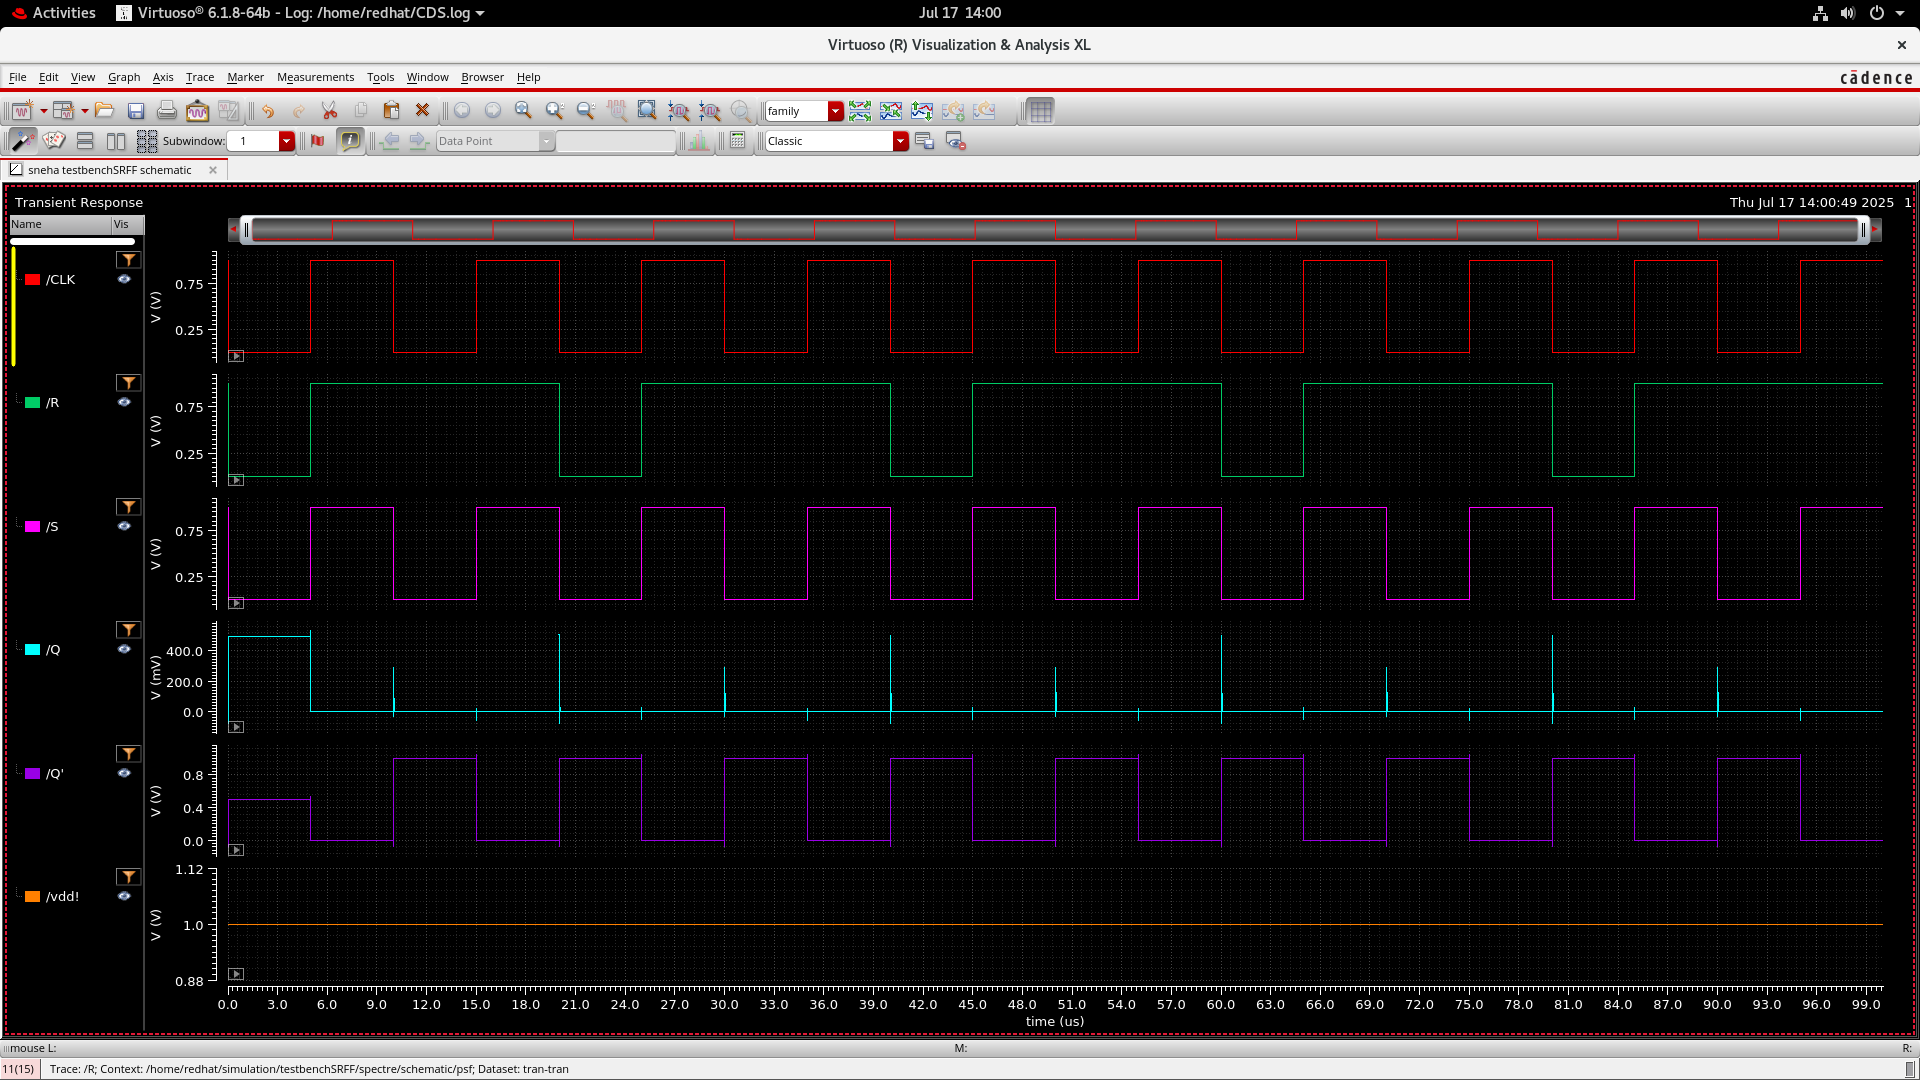 Activities Virtuoso® 6.1.8-64b - Log: /home/redhat/CDS.log Jul 17 14:00
Virtuoso (R) Visualization & Analysis XL
File Edit View Graph Axis Trace Marker Measurements Tools Window Browser Help cādence
family
Subwindow: 1 Data Point Classic
sneha testbenchSRFF schematic
Transient Response Thu Jul 17 14:00:49 2025 1
Name Vis
/CLK V (V) 0.75 0.25
/R V (V) 0.75 0.25
/S V (V) 0.75 0.25
/Q V (mV) 400.0 200.0 0.0
/Q' V (V) 0.8 0.4 0.0
/vdd! V (V) 1.12 1.0 0.88
0.0 3.0 6.0 9.0 12.0 15.0 18.0 21.0 24.0 27.0 30.0 33.0 36.0 39.0 42.0 45.0 48.0 51.0 54.0 57.0 60.0 63.0 66.0 69.0 72.0 75.0 78.0 81.0 84.0 87.0 90.0 93.0 96.0 99.0
time (us)
mouse L: M: R:
11(15) Trace: /R; Context: /home/redhat/simulation/testbenchSRFF/spectre/schematic/psf; Dataset: tran-tran